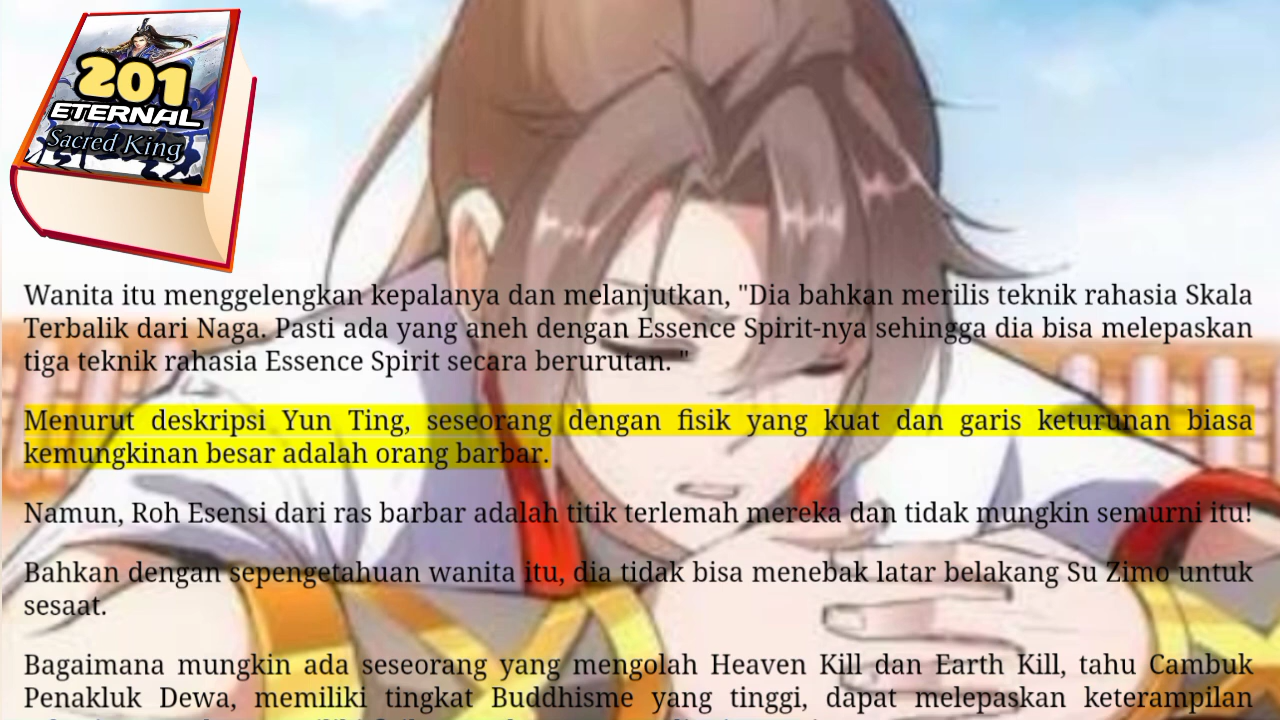 201
ETERNAL
Sacred King
Wanita itu menggelengkan kepalanya dan melanjutkan, "Dia bahkan merilis teknik rahasia Skala
Terbalik dari Naga. Pasti ada yang aneh dengan Essence Spirit-nya sehingga dia bisa melepaskan
tiga teknik rahasia Essence Spirit secara berurutan. "
Menurut deskripsi Yun Ting, seseorang dengan fisik yang kuat dan garis keturunan biasa
kemungkinan besar adalah orang barbar.
Namun, Roh Esensi dari ras barbar adalah titik terlemah mereka dan tidak mungkin semurni itu!
Bahkan dengan sepengetahuan wanita itu, dia tidak bisa menebak latar belakang Su Zimo untuk
sesaat.
Bagaimana mungkin ada seseorang yang mengolah Heaven Kill dan Earth Kill, tahu Cambuk
Penakluk Dewa, memiliki tingkat Buddhisme yang tinggi, dapat melepaskan keterampilan